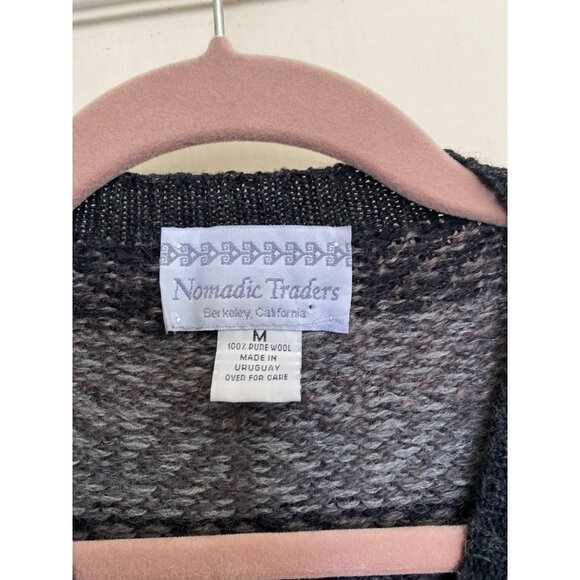 Nomadic Traders
Berkeley, California
M
100% PURE WOOL
MADE IN
URUGUAY
OVER FOR CARE